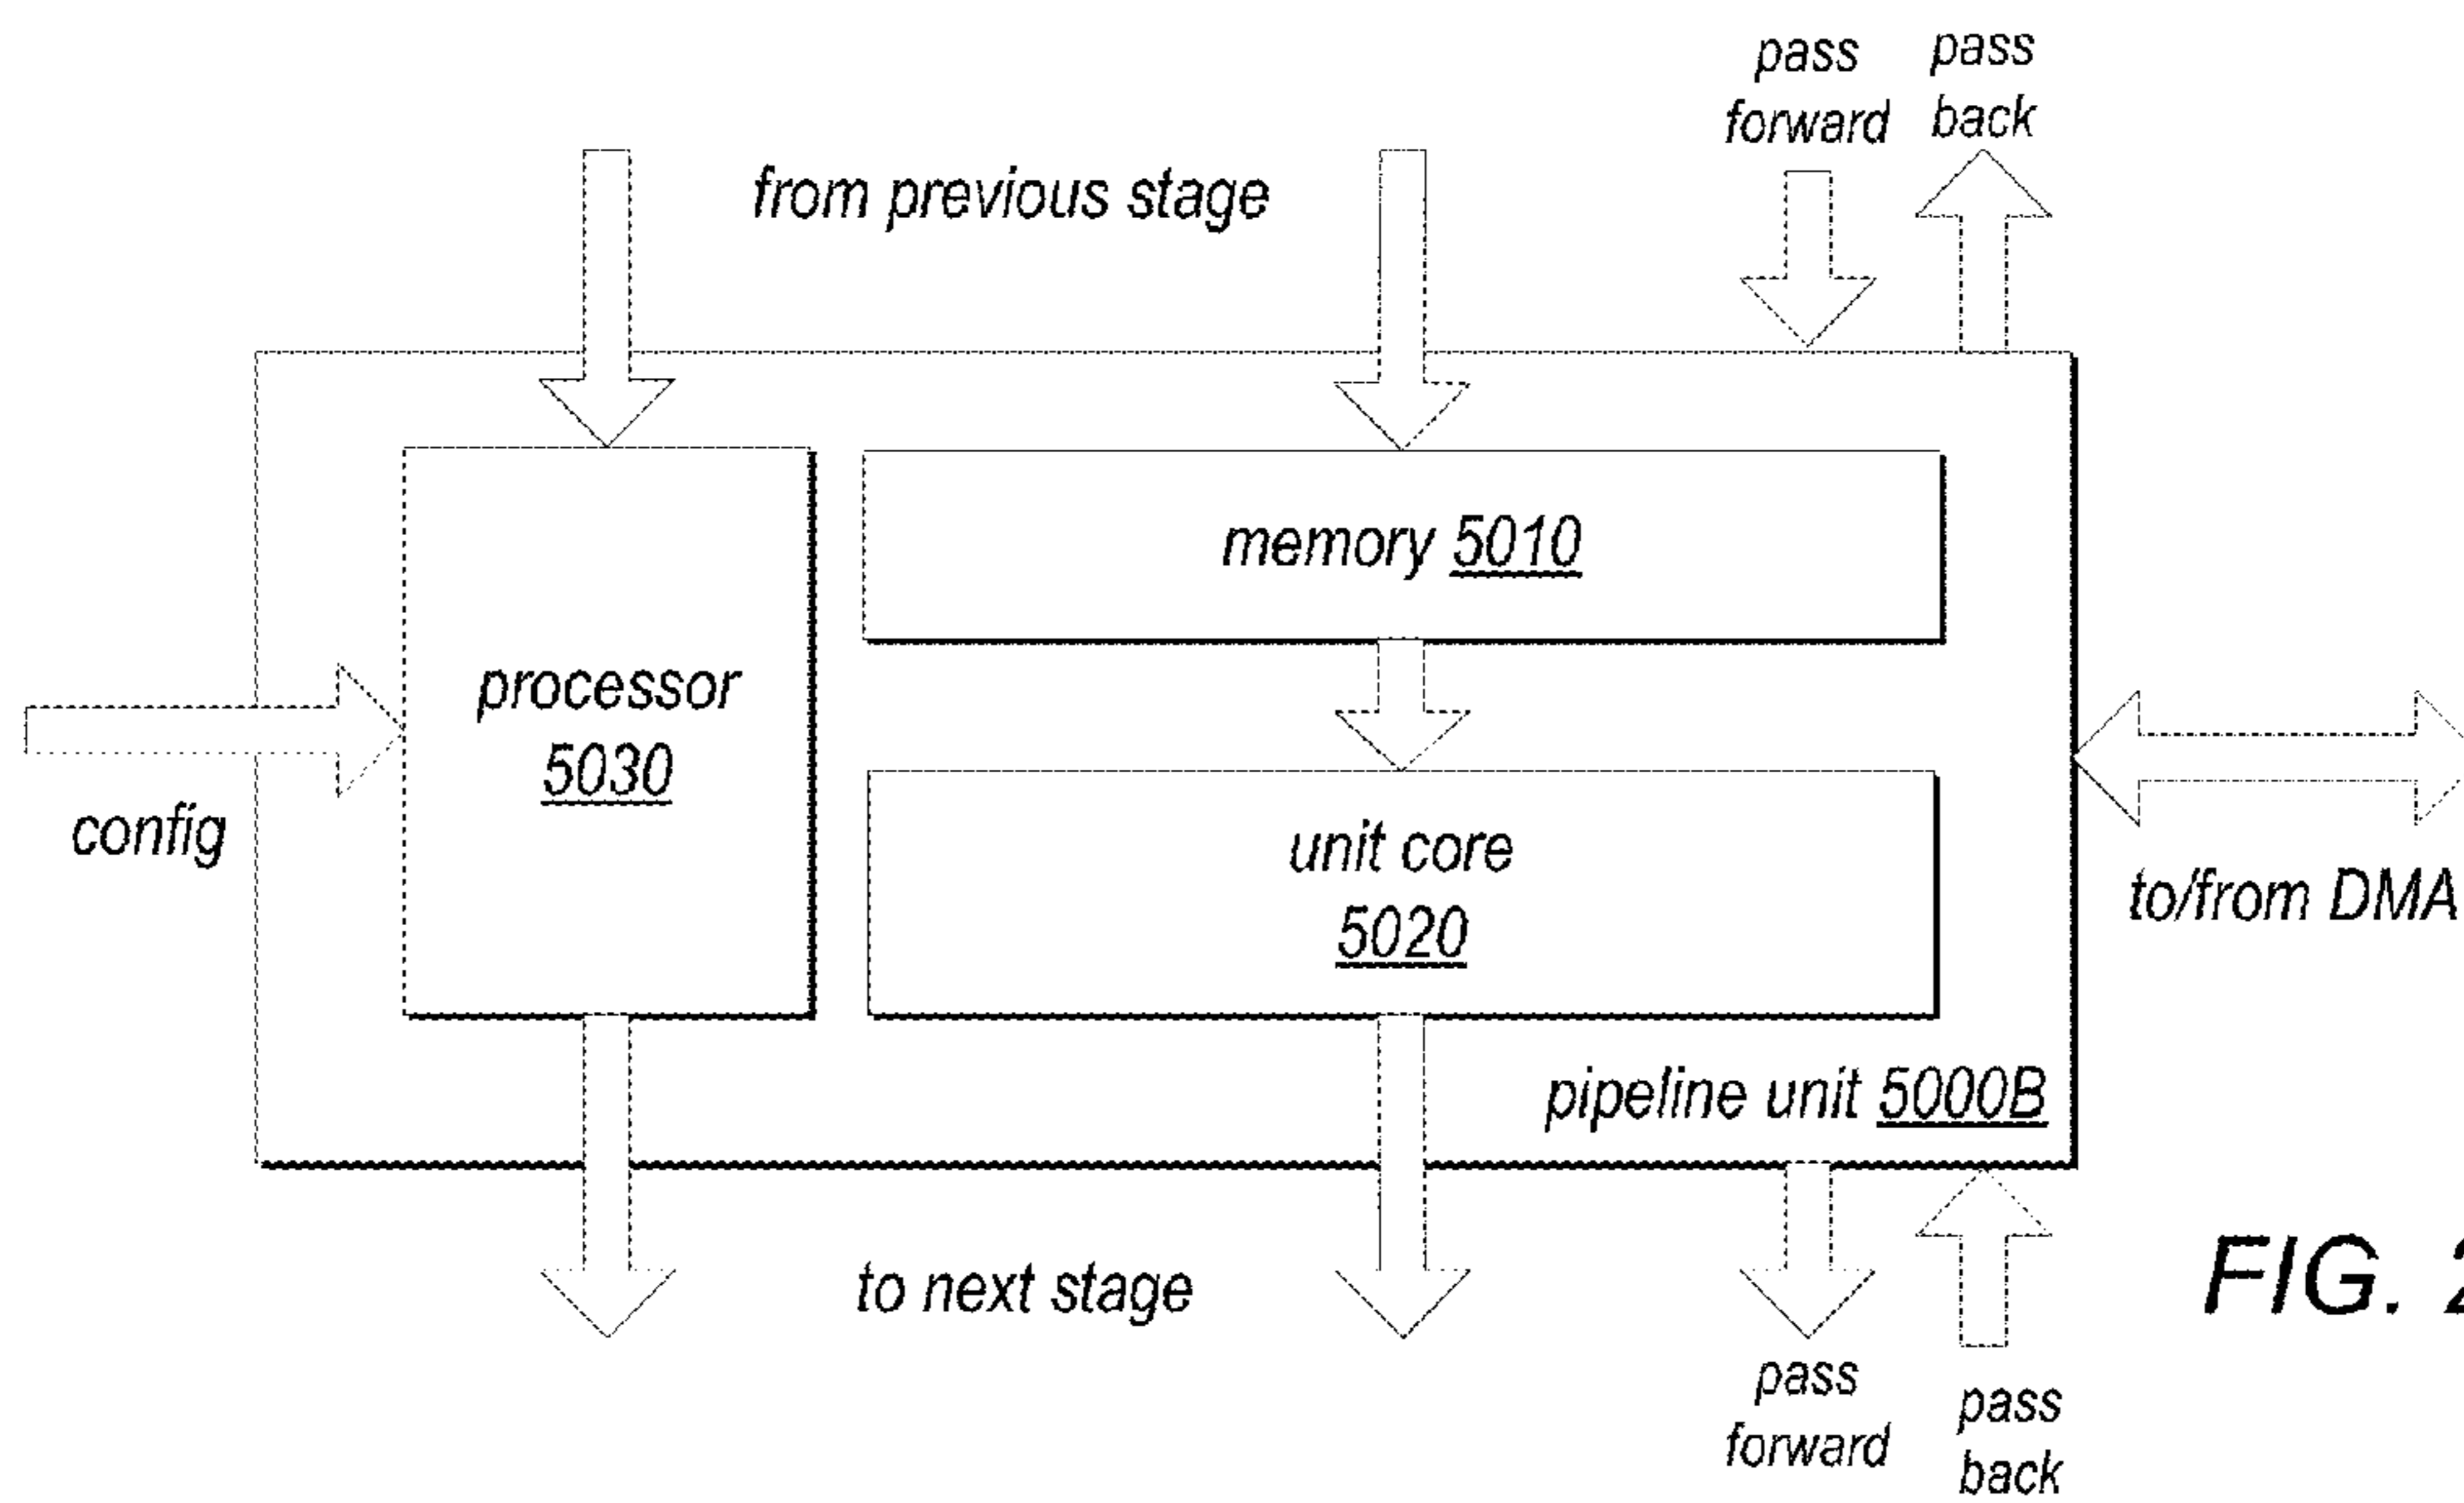 pass
forward
pass
back
from previous stage
memory 5010
processor
5030
config
unit core
5020
to/from DMA
pipeline unit 5000B
to next stage
FIG.
pass
forward
pass
back